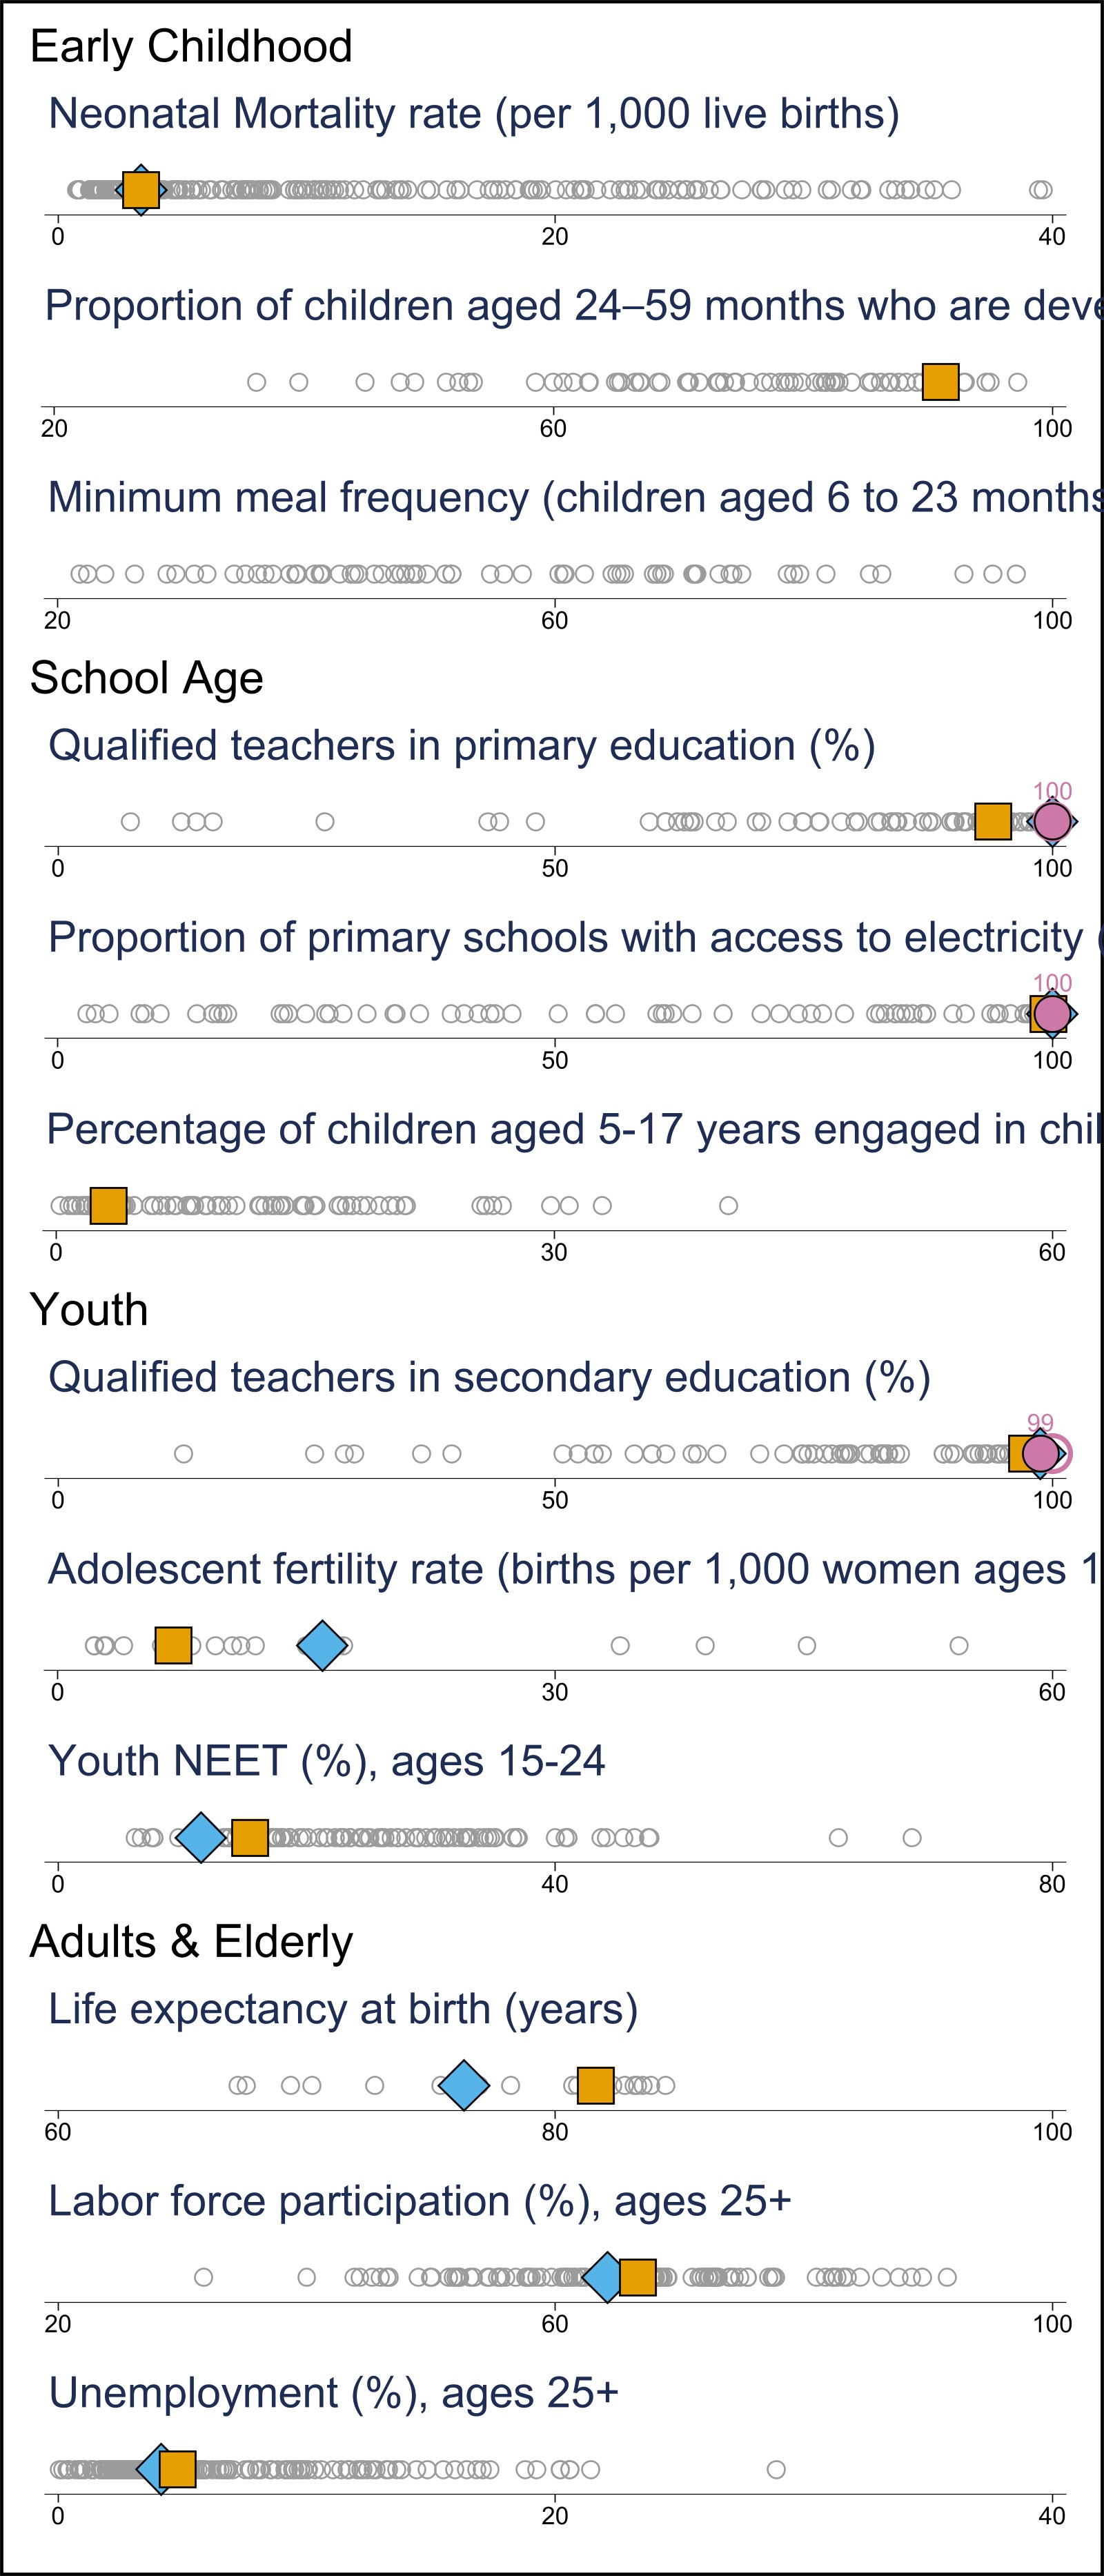 Early Childhood
Neonatal Mortality rate (per 1,000 live births)
0 20 40
Proportion of children aged 24–59 months who are deve
20 60 100
Minimum meal frequency (children aged 6 to 23 months
20 60 100
School Age
Qualified teachers in primary education (%)
100
0 50 100
Proportion of primary schools with access to electricity (
100
0 50 100
Percentage of children aged 5-17 years engaged in chil
0 30 60
Youth
Qualified teachers in secondary education (%)
99
0 50 100
Adolescent fertility rate (births per 1,000 women ages 1
0 30 60
Youth NEET (%), ages 15-24
0 40 80
Adults & Elderly
Life expectancy at birth (years)
60 80 100
Labor force participation (%), ages 25+
20 60 100
Unemployment (%), ages 25+
0 20 40